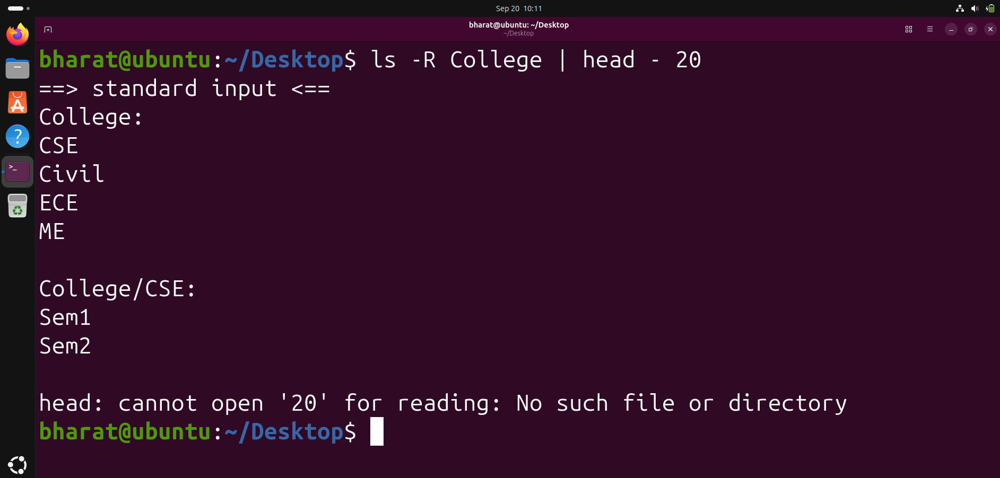 Sep 20 10:11
bharat@ubuntu: ~/Desktop
~/Desktop
bharat@ubuntu:~/Desktop$ ls -R College | head - 20
==> standard input <==
College:
CSE
Civil
ECE
ME
College/CSE:
Sem1
Sem2
head: cannot open '20' for reading: No such file or directory
bharat@ubuntu:~/Desktop$